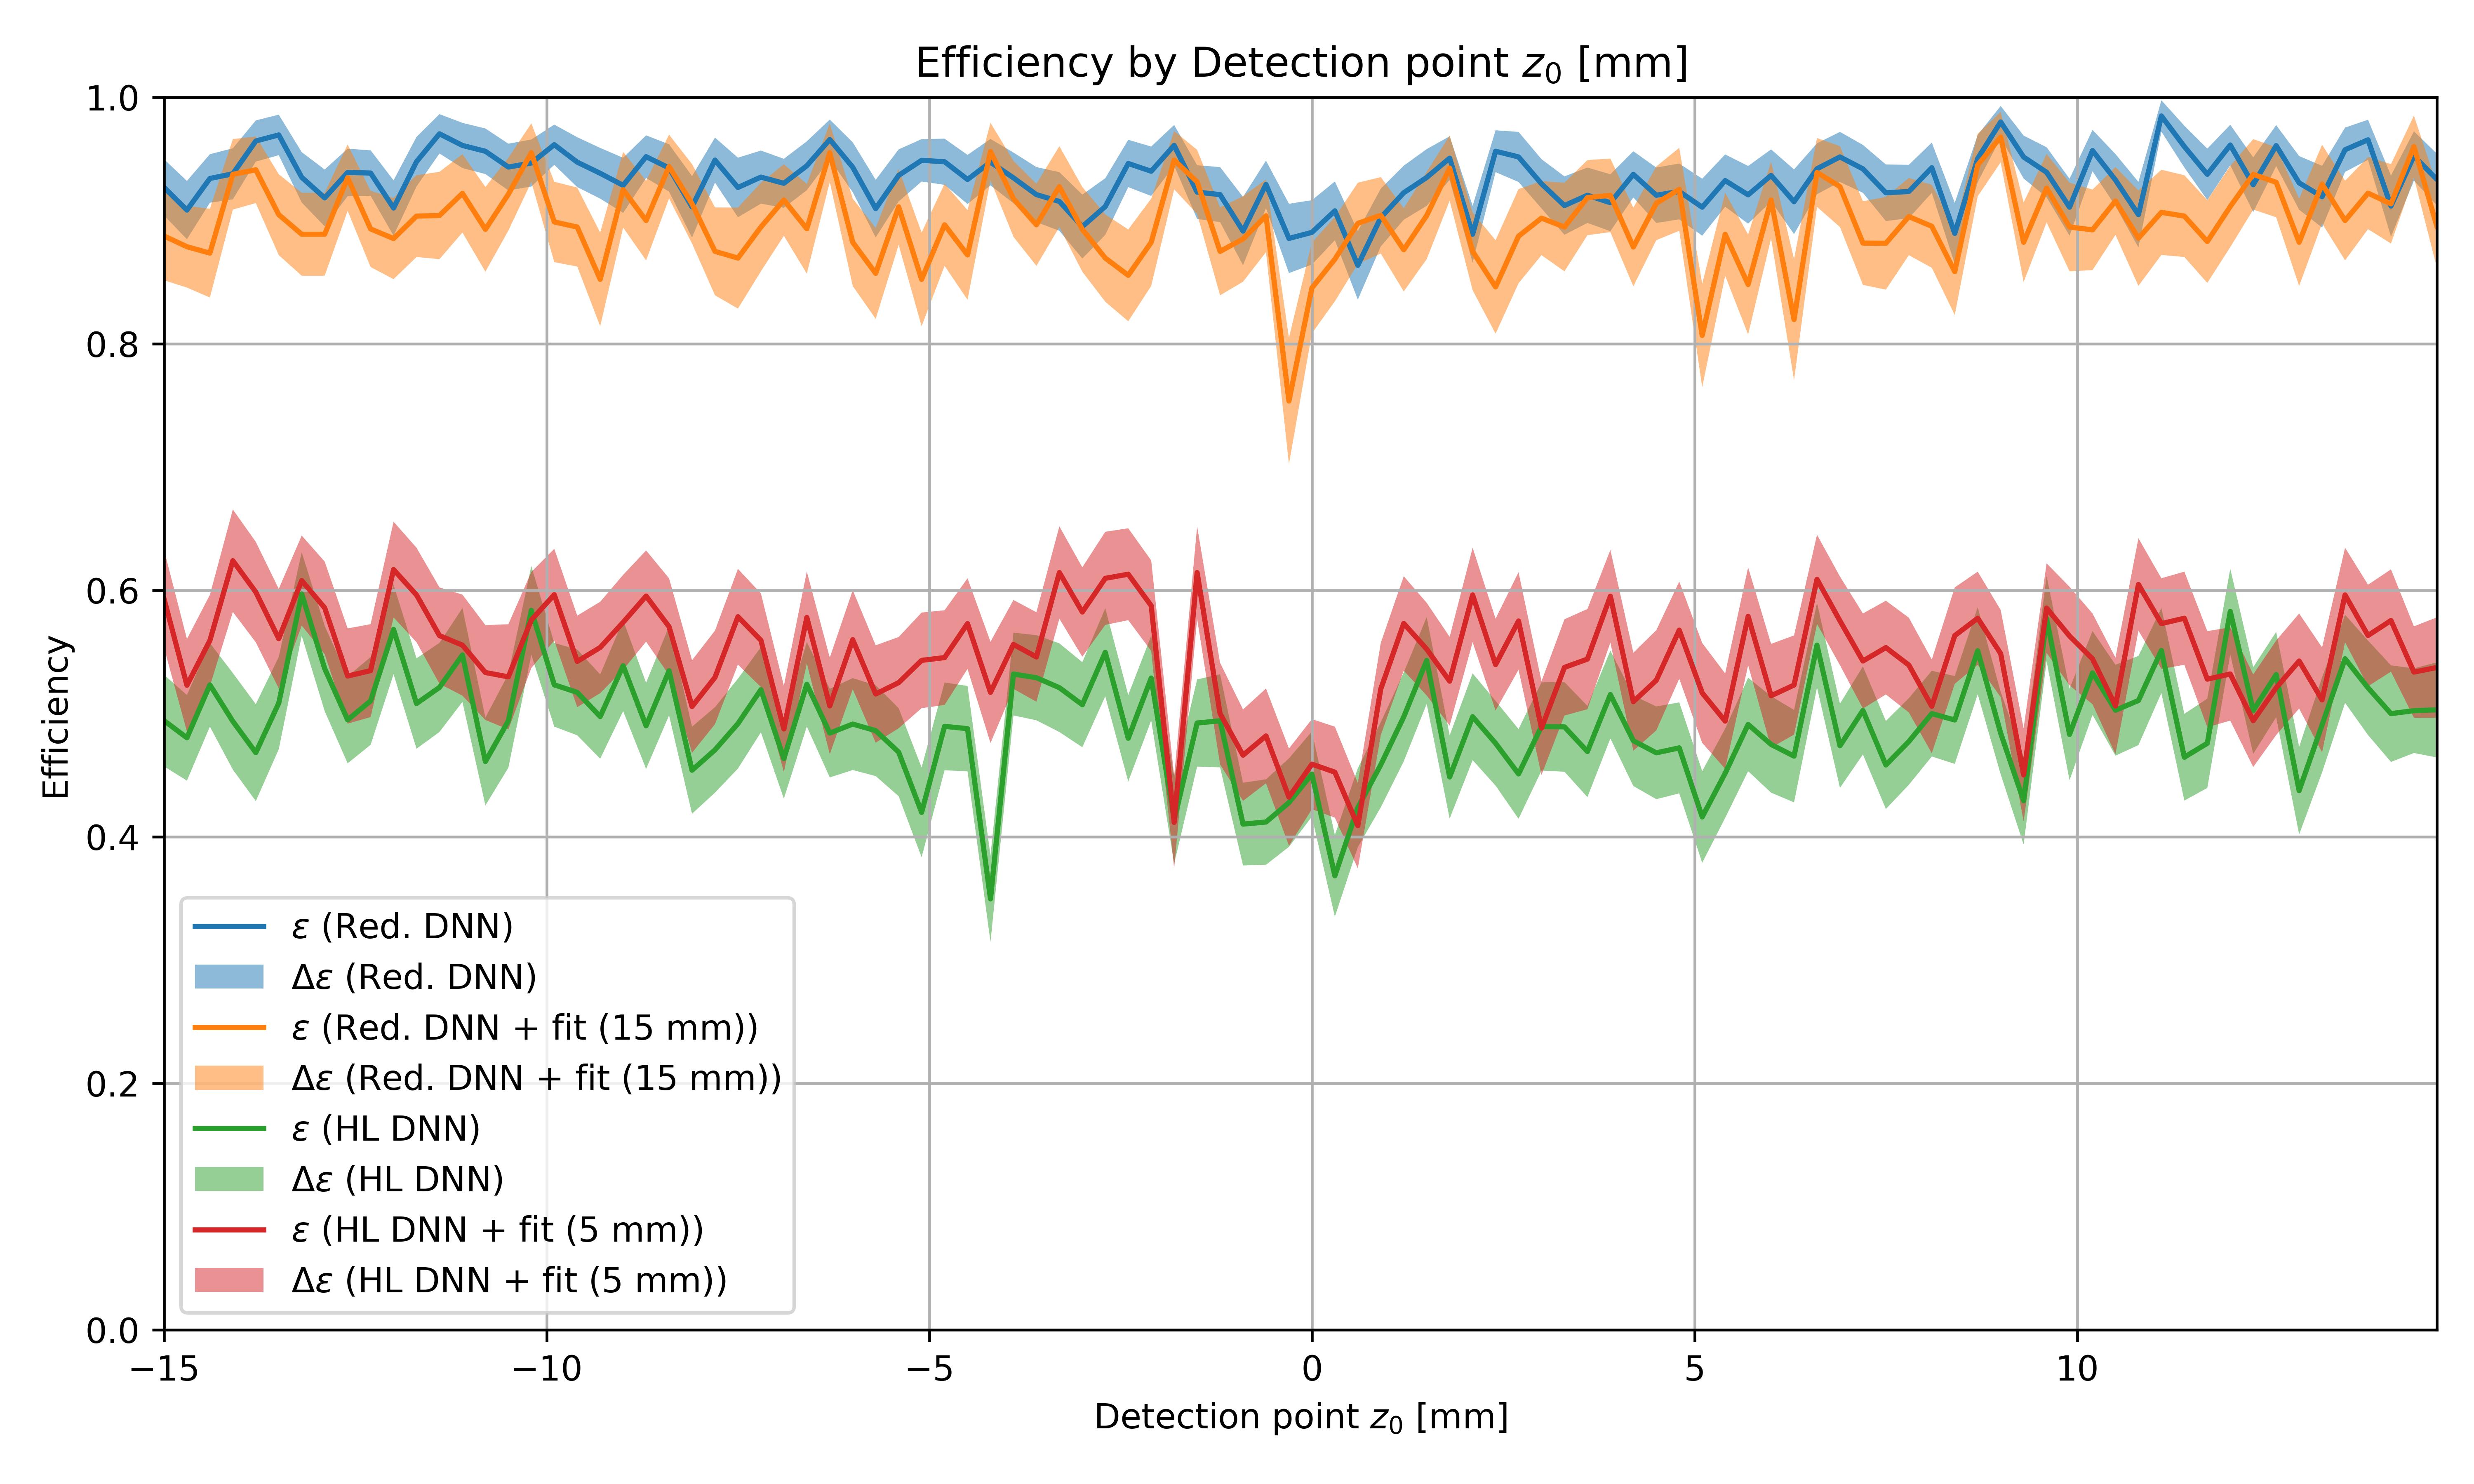 Efficiency by Detection point z₀ [mm]
1.0
0.8
0.6
0.4
0.2
0.0
Efficiency
ε (Red. DNN)
Δε (Red. DNN)
ε (Red. DNN + fit (15 mm))
Δε (Red. DNN + fit (15 mm))
ε (HL DNN)
Δε (HL DNN)
ε (HL DNN + fit (5 mm))
Δε (HL DNN + fit (5 mm))
−15 −10 −5 0 5 10
Detection point z₀ [mm]